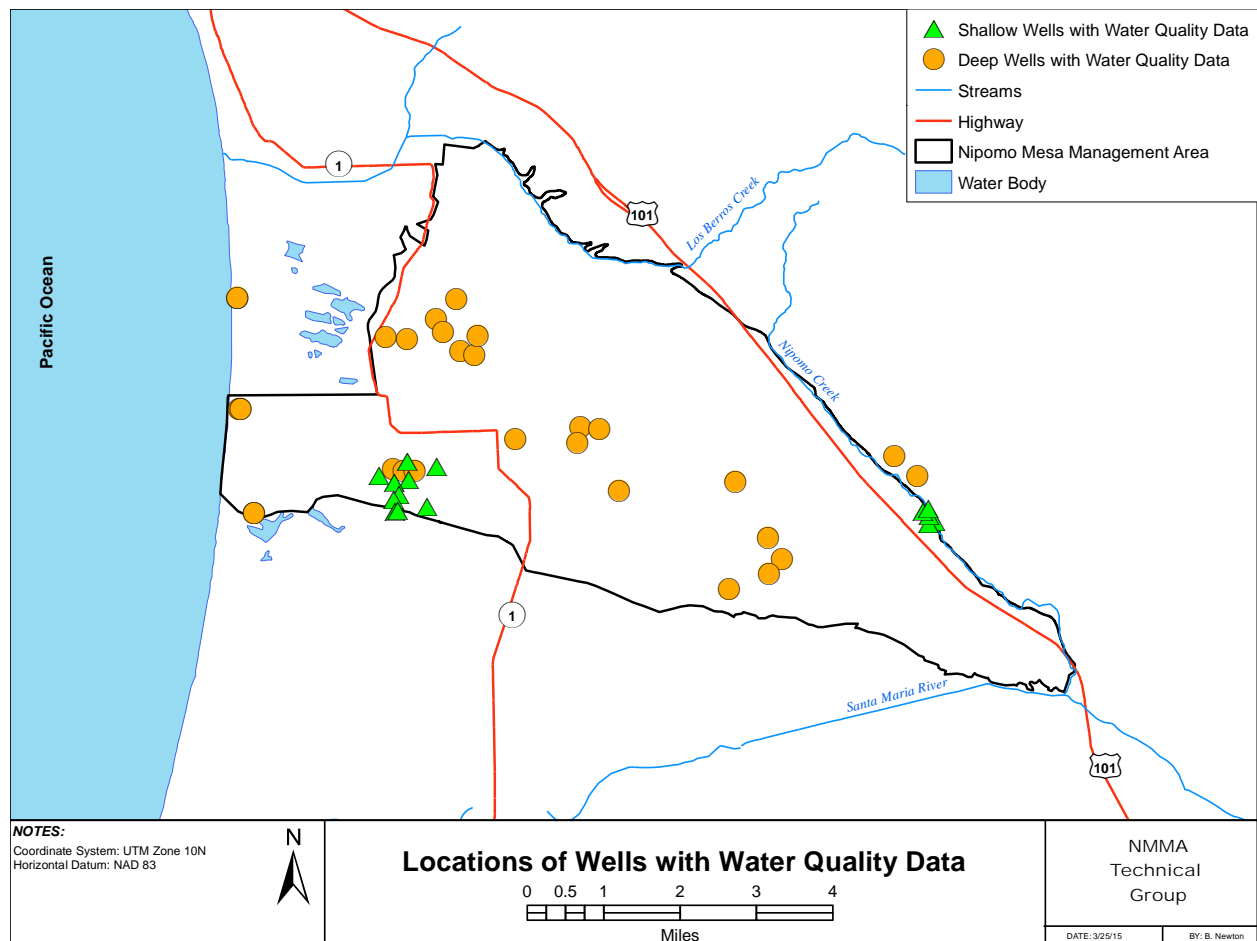 Shallow Wells with Water Quality Data
Deep Wells with Water Quality Data
Streams
Highway
Nipomo Mesa Management Area
Water Body
1
101
Los Berros Creek
Pacific Ocean
Nipomo Creek
1
Santa Maria River
101
NOTES:
Coordinate System: UTM Zone 10N
Horizontal Datum: NAD 83
N
Locations of Wells with Water Quality Data
0 0.5 1 2 3 4
Miles
NMMA
Technical
Group
DATE: 3/25/15 BY: B. Newton